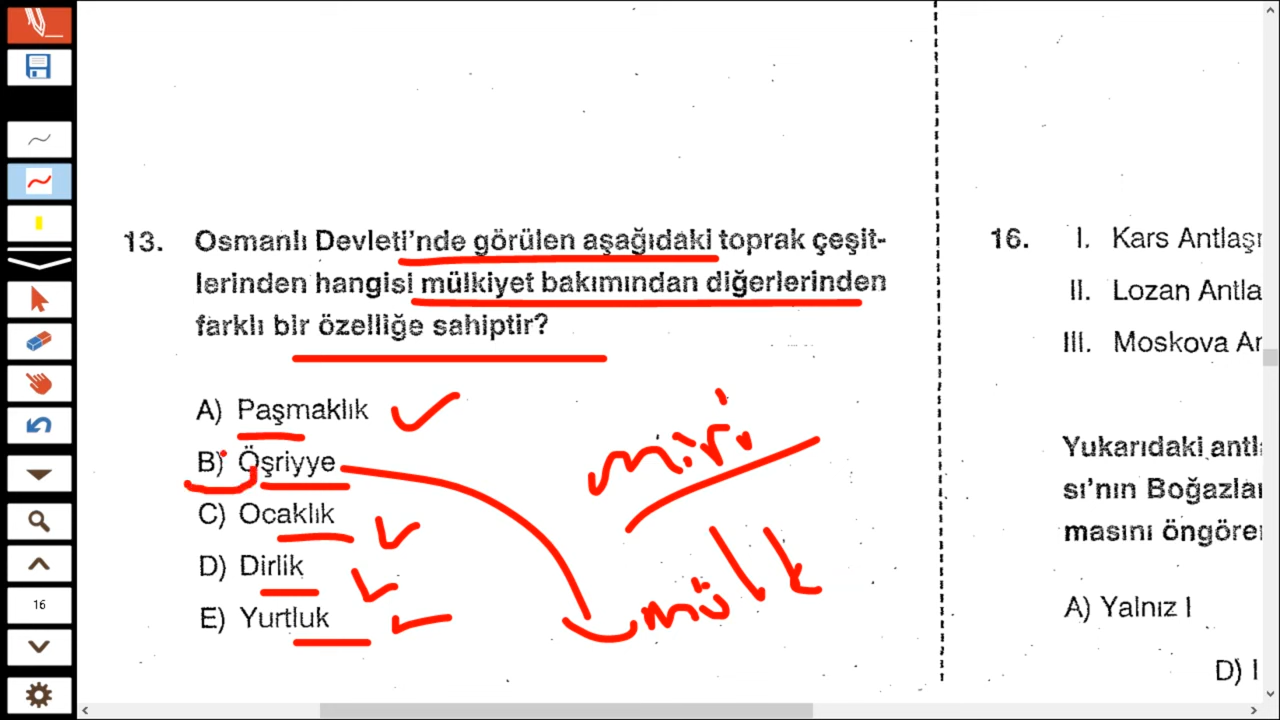 13. Osmanlı Devleti'nde görülen aşağıdaki toprak çeşit-
lerinden hangisi mülkiyet bakımından diğerlerinden
farklı bir özelliğe sahiptir?
A) Paşmaklık
B) Öşriyye
C) Ocaklık
D) Dirlik
E) Yurtluk
miri
mülk
16. I. Kars Antlaşı
II. Lozan Antla
III. Moskova An
Yukarıdaki antl
sı'nın Boğazla
masını öngöre
A) Yalnız I
D) I
16